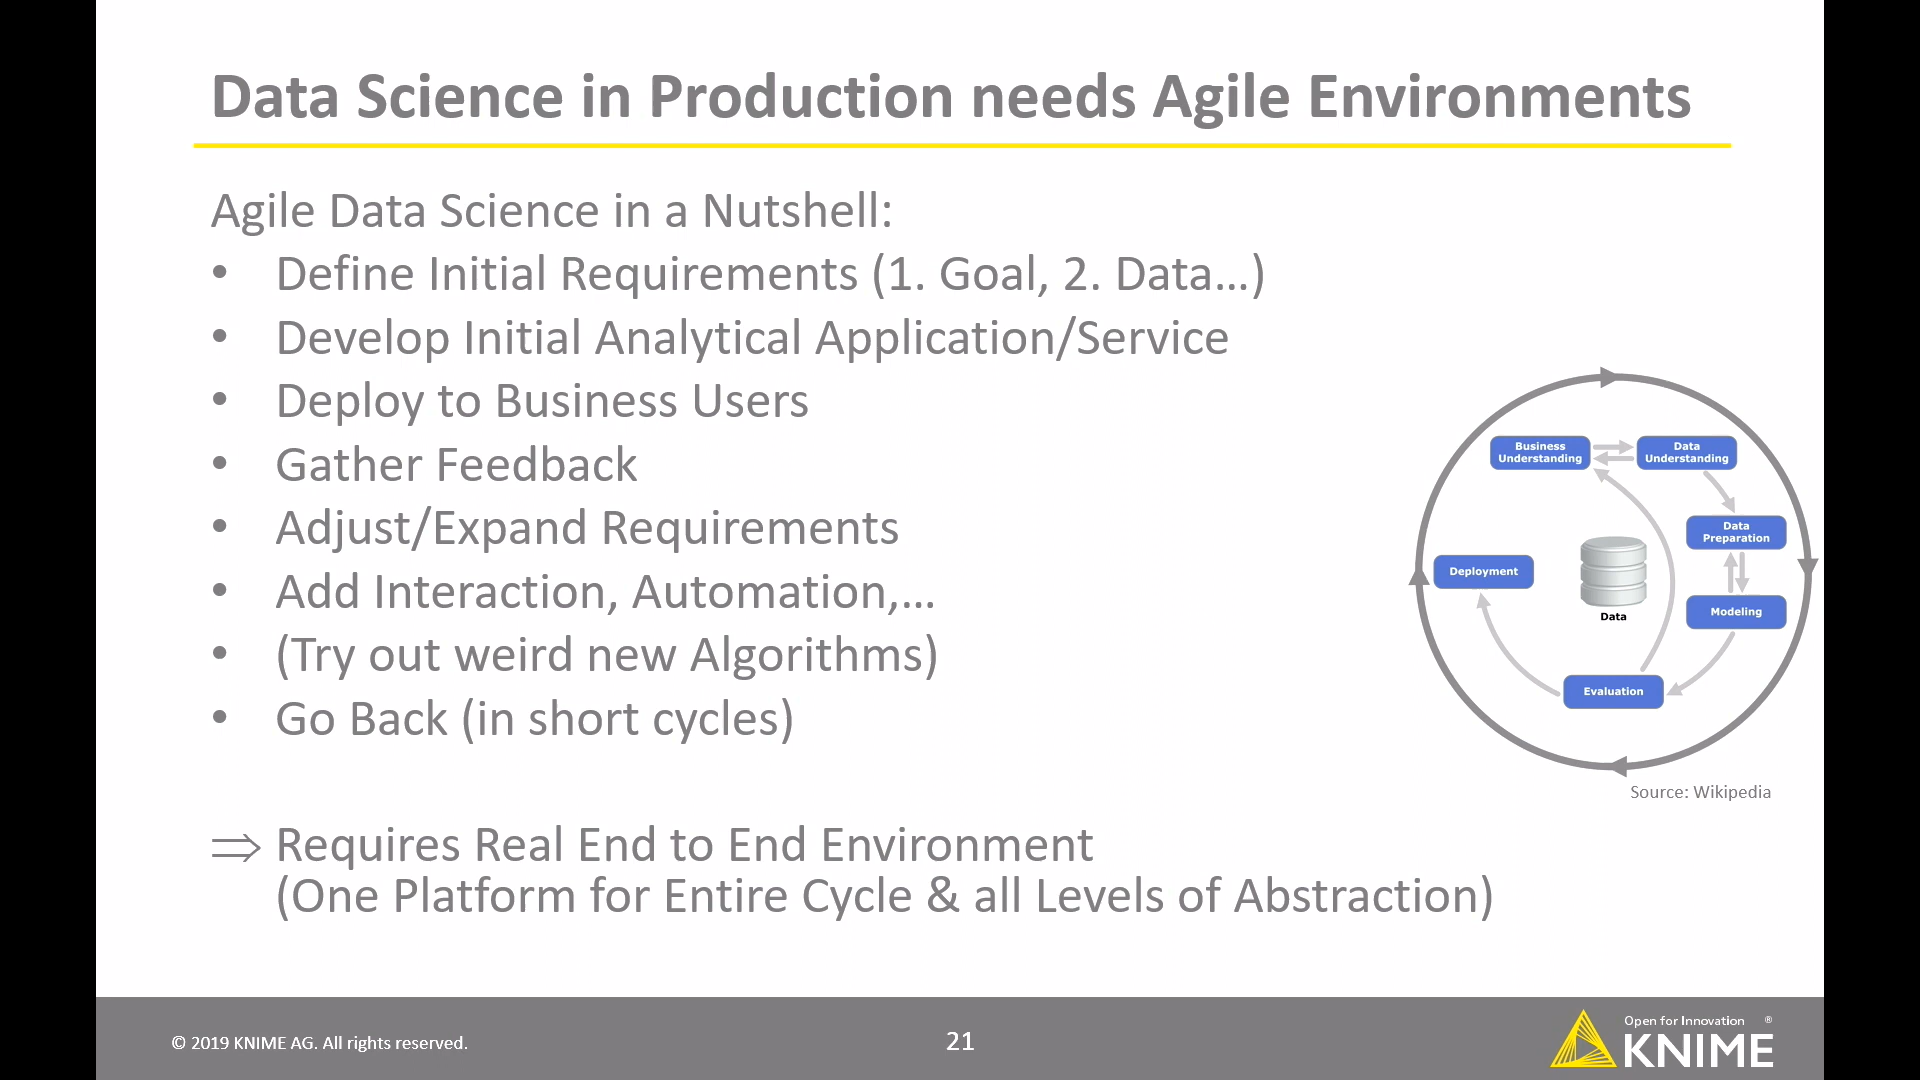 Data Science in Production needs Agile Environments
Agile Data Science in a Nutshell:
• Define Initial Requirements (1. Goal, 2. Data…)
• Develop Initial Analytical Application/Service
• Deploy to Business Users
• Gather Feedback
• Adjust/Expand Requirements
• Add Interaction, Automation,…
• (Try out weird new Algorithms)
• Go Back (in short cycles)
⇒ Requires Real End to End Environment
(One Platform for Entire Cycle & all Levels of Abstraction)
Business
Understanding
Data
Understanding
Data
Preparation
Modeling
Evaluation
Deployment
Data
Source: Wikipedia
© 2019 KNIME AG. All rights reserved.
21
Open for Innovation ®
KNIME